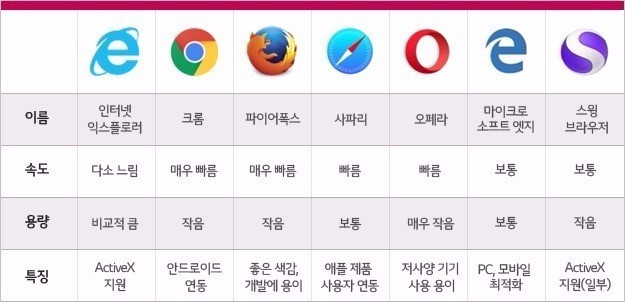 이름 인터넷 익스플로러 크롬 파이어폭스 사파리 오페라 마이크로 소프트 엣지 스윙 브라우저
속도 다소 느림 매우 빠름 매우 빠름 빠름 빠름 보통 보통
용량 비교적 큼 작음 작음 보통 매우 작음 보통 작음
특징 ActiveX 지원 안드로이드 연동 좋은 색감, 개발에 용이 애플 제품 사용자 연동 저사양 기기 사용 용이 PC, 모바일 최적화 ActiveX 지원(일부)